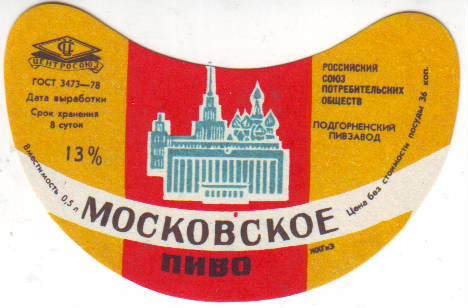 ЦЕНТРОСОЮЗ
ГОСТ 3473—78
Дата выработки
Срок хранения
8 суток
13%
Вместимость 0,5 л
РОССИЙСКИЙ
СОЮЗ
ПОТРЕБИТЕЛЬСКИХ
ОБЩЕСТВ
ПОДГОРНЕНСКИЙ
ПИВЗАВОД
Цена без стоимости посуды 36 коп.
МОСКОВСКОЕ
ПИВО